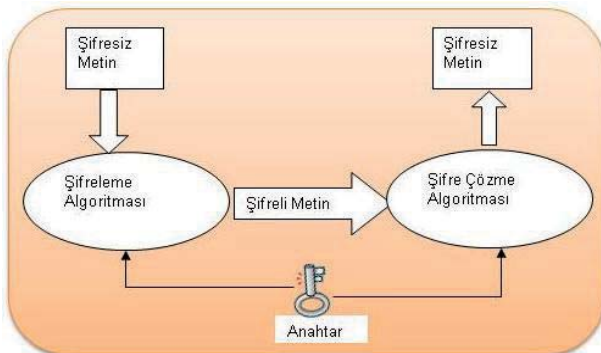 Şifresiz
Metin
Şifresiz
Metin
Şifreleme
Algoritması
Şifreli Metin
Şifre Çözme
Algoritması
Anahtar